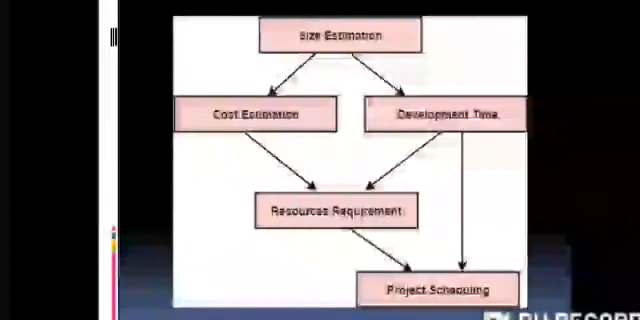 Size Estimation
Cost Estimation
Development Time
Resources Requirement
Project Scheduling